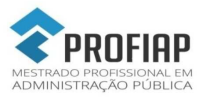 PROFIAP
MESTRADO PROFISSIONAL EM
ADMINISTRAÇÃO PÚBLICA